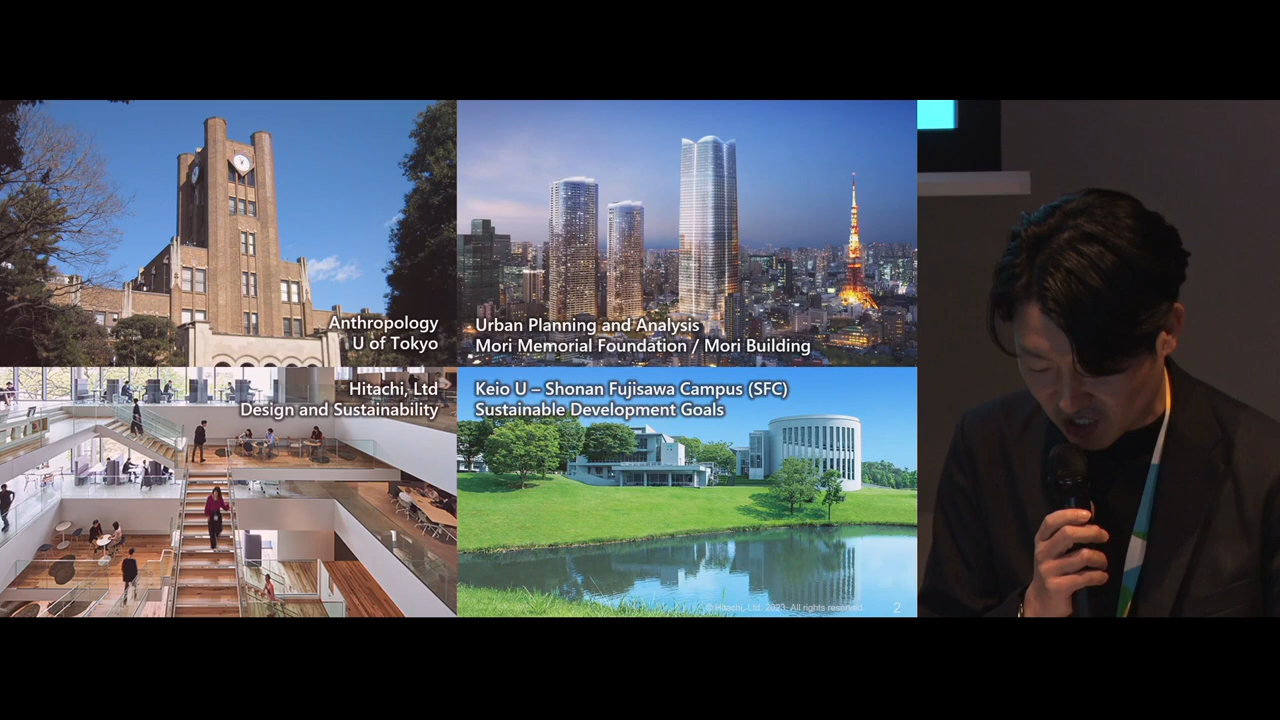 Anthropology
U of Tokyo
Urban Planning and Analysis
Mori Memorial Foundation / Mori Building
Hitachi, Ltd
Design and Sustainability
Keio U – Shonan Fujisawa Campus (SFC)
Sustainable Development Goals
© Hitachi, Ltd. 2023. All rights reserved.
2